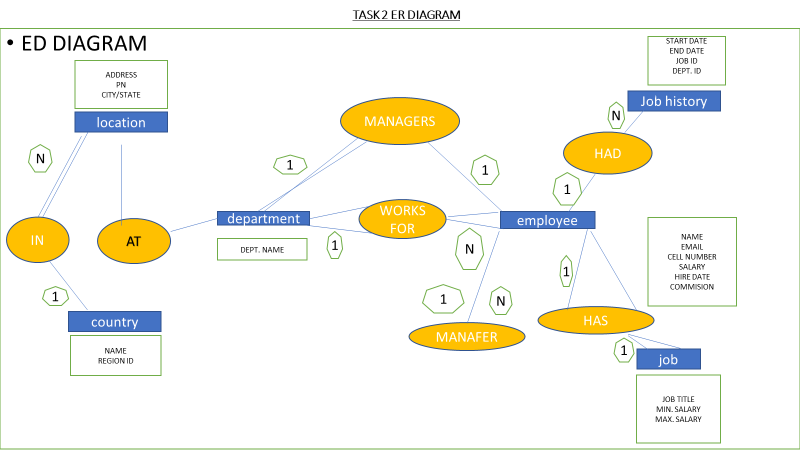 TASK2 ER DIAGRAM
• ED DIAGRAM
START DATE
END DATE
JOB ID
DEPT. ID
ADDRESS
PN
CITY/STATE
Job history
location
MANAGERS
N
HAD
N
1
1
1
department
WORKS
FOR
employee
IN
AT
DEPT. NAME
1
N
NAME
EMAIL
CELL NUMBER
SALARY
HIRE DATE
COMMISION
1
1
1
N
country
HAS
MANAFER
NAME
REGION ID
1
job
JOB TITLE
MIN. SALARY
MAX. SALARY